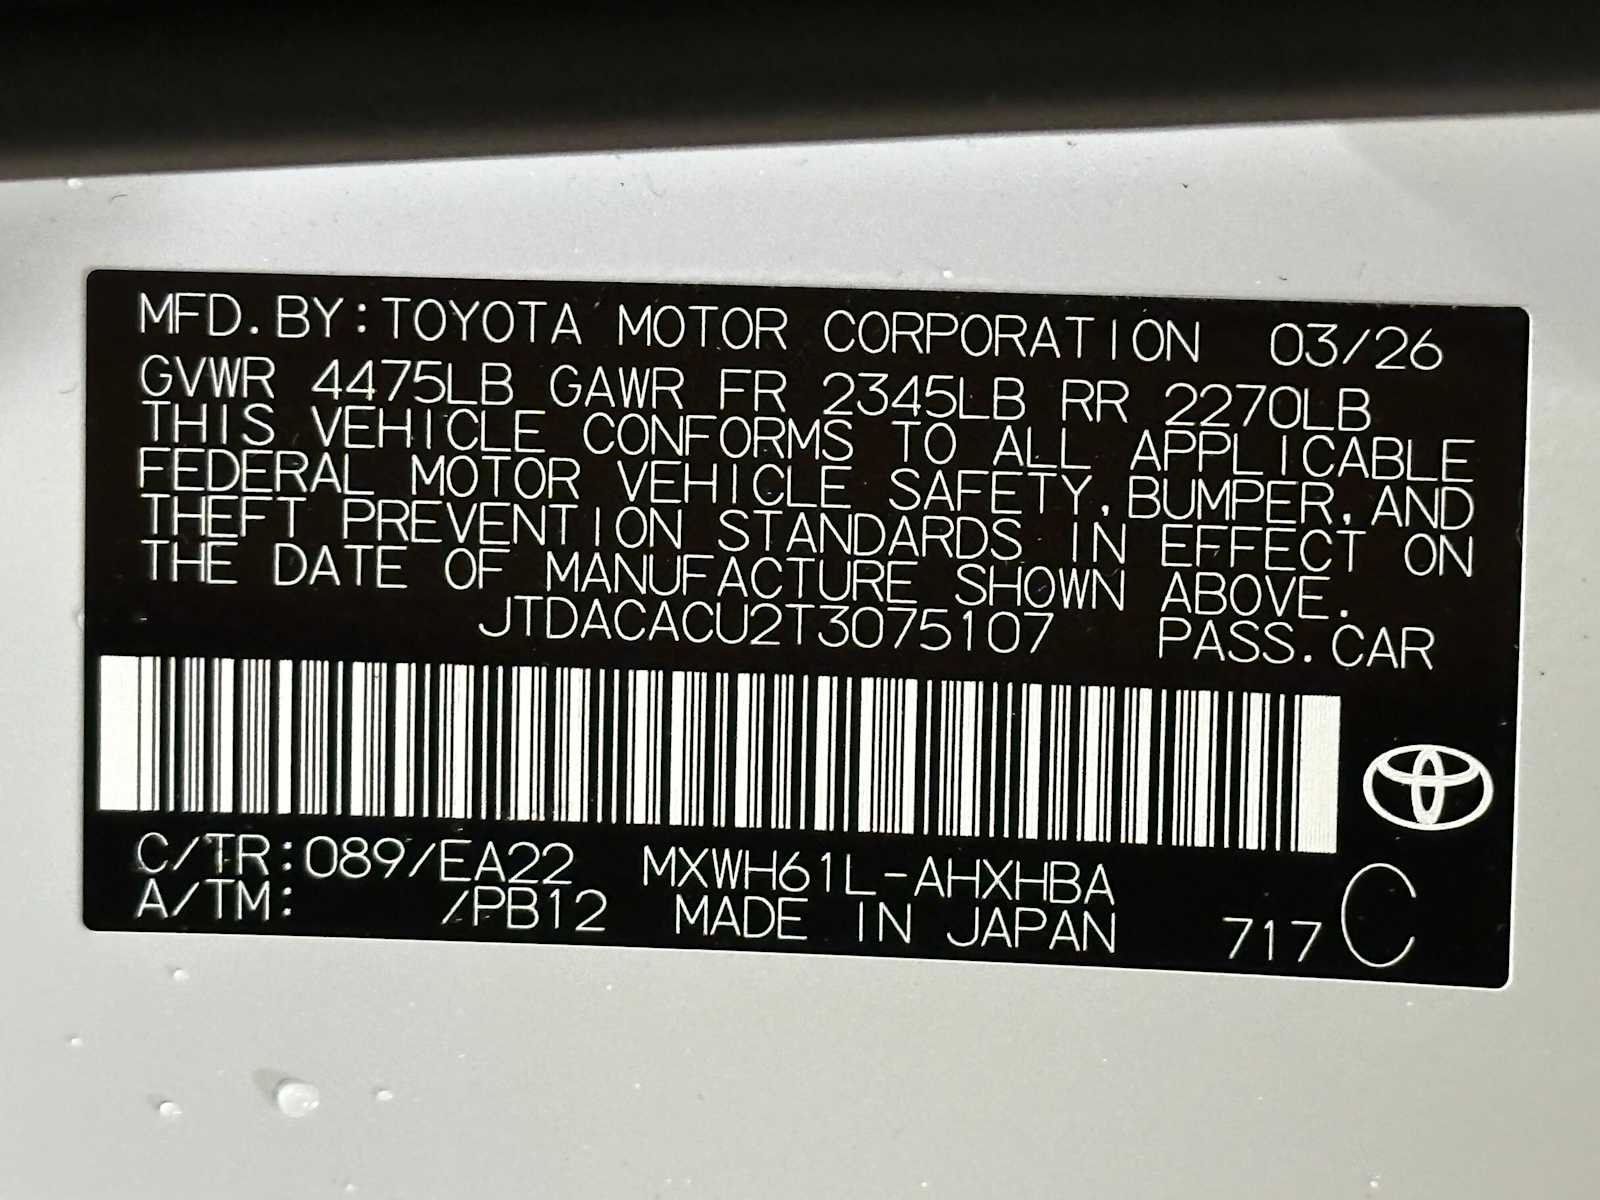 MFD. BY: TOYOTA MOTOR CORPORATION 03/26
GVWR 4475LB GAWR FR 2345LB RR 2270LB
THIS VEHICLE CONFORMS TO ALL APPLICABLE
FEDERAL MOTOR VEHICLE SAFETY, BUMPER, AND
THEFT PREVENTION STANDARDS IN EFFECT ON
THE DATE OF MANUFACTURE SHOWN ABOVE.
JTDACACU2T3075107 PASS. CAR
C/TR: 089/EA22 MXWH61L-AHXHBA
A/TM: /PB12 MADE IN JAPAN 717 C